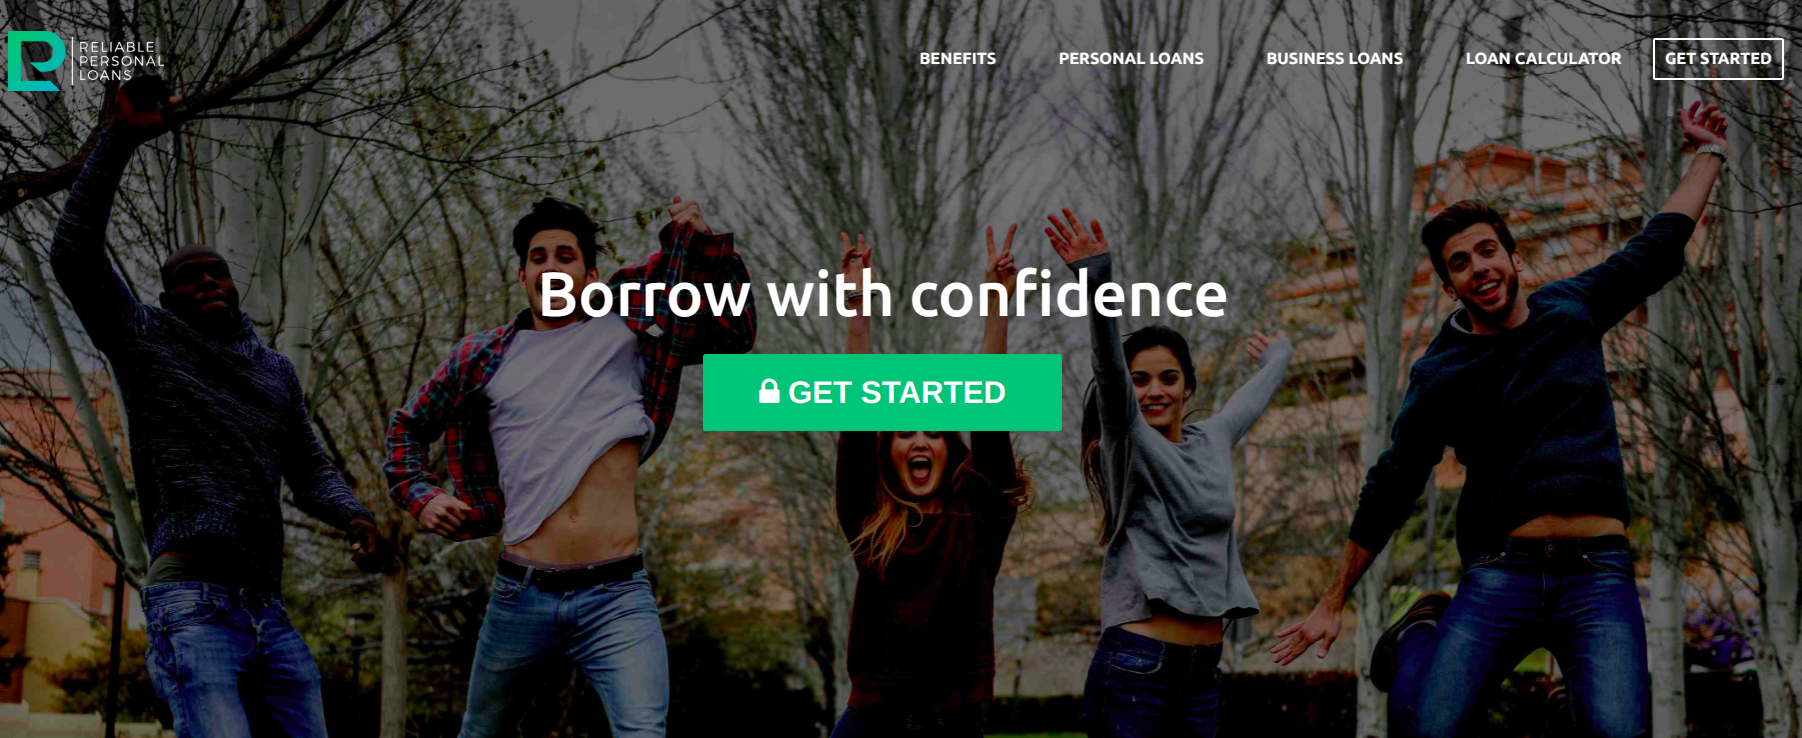 RELIABLE
PERSONAL
LOANS
BENEFITS
PERSONAL LOANS
BUSINESS LOANS
LOAN CALCULATOR
GET STARTED
Borrow with confidence
GET STARTED